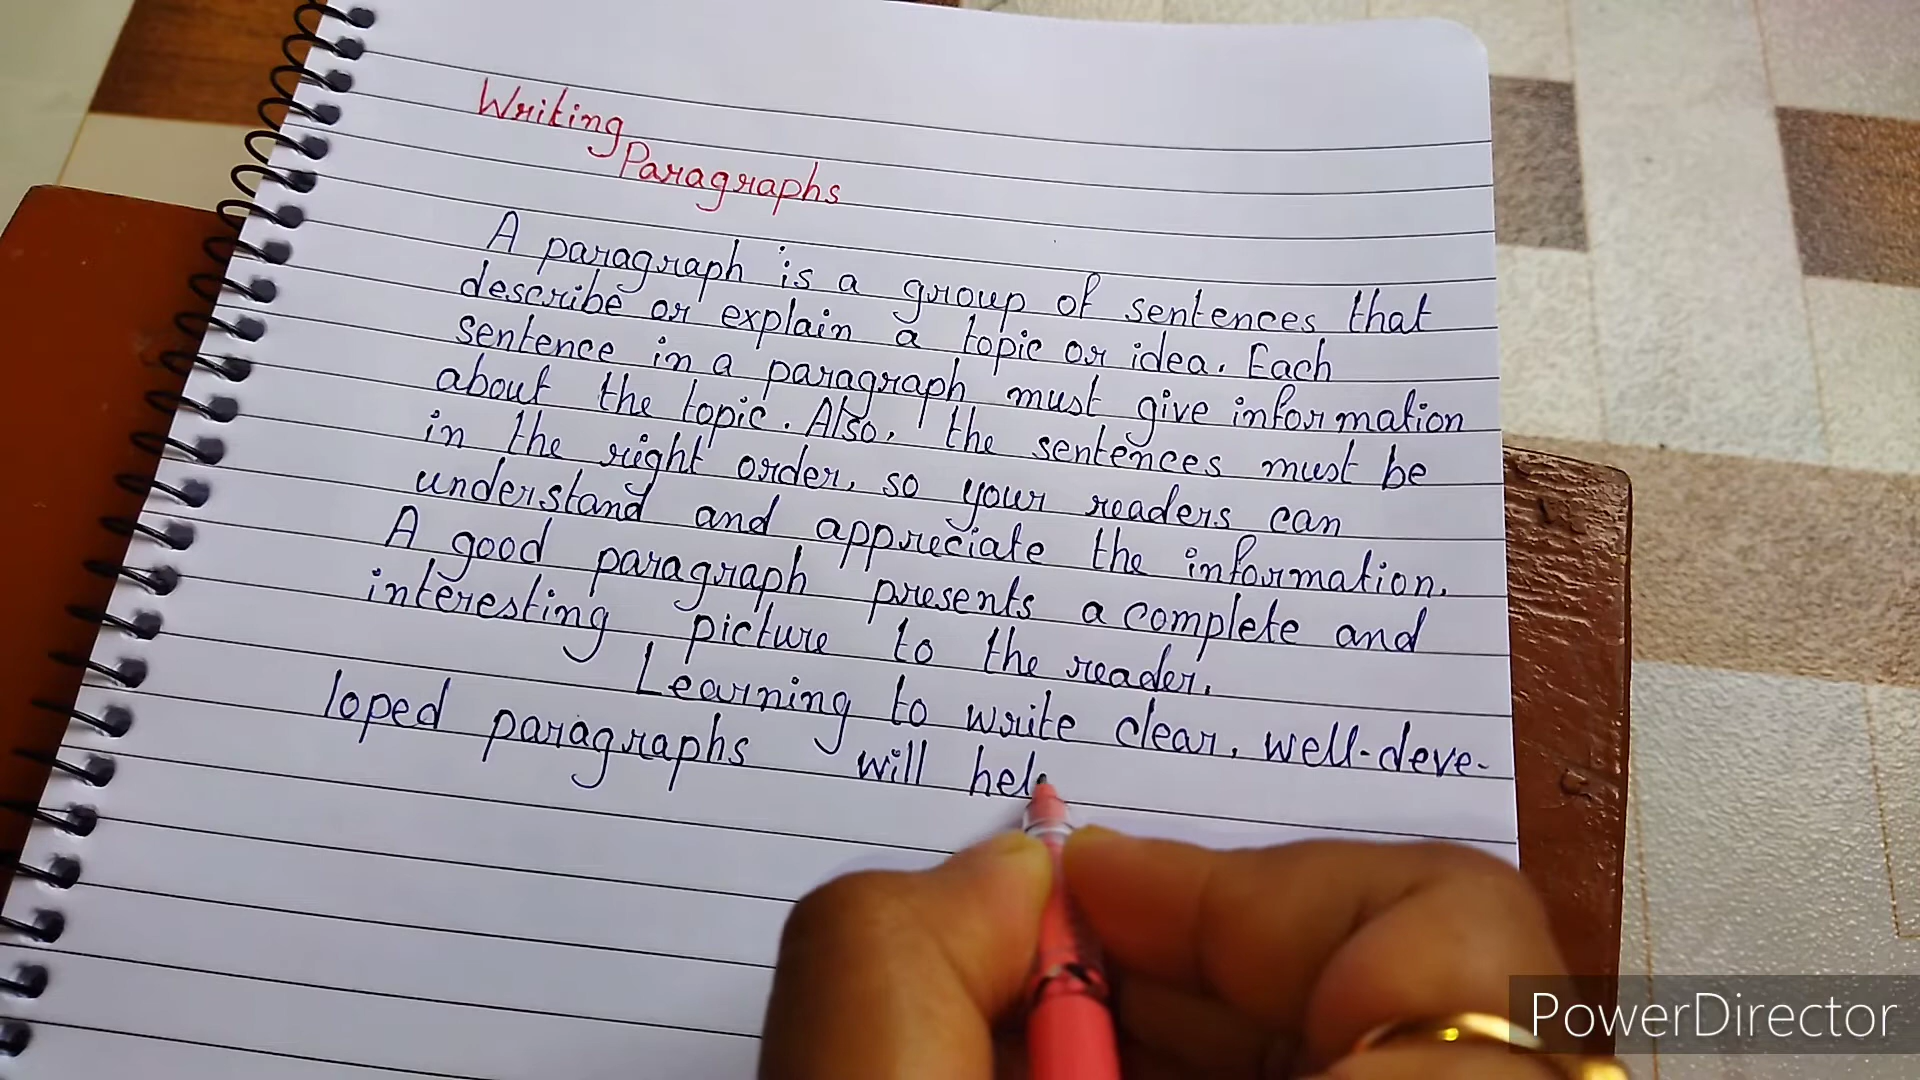 Writing
Paragraphs
A paragraph is a group of sentences that
describe or explain a topic or idea. Each
sentence in a paragraph must give information
about the topic. Also, the sentences must be
in the right order, so your readers can
understand and appreciate the information.
A good paragraph presents a complete and
interesting picture to the reader.
Learning to write clear, well-deve-
loped paragraphs will hel
PowerDirector